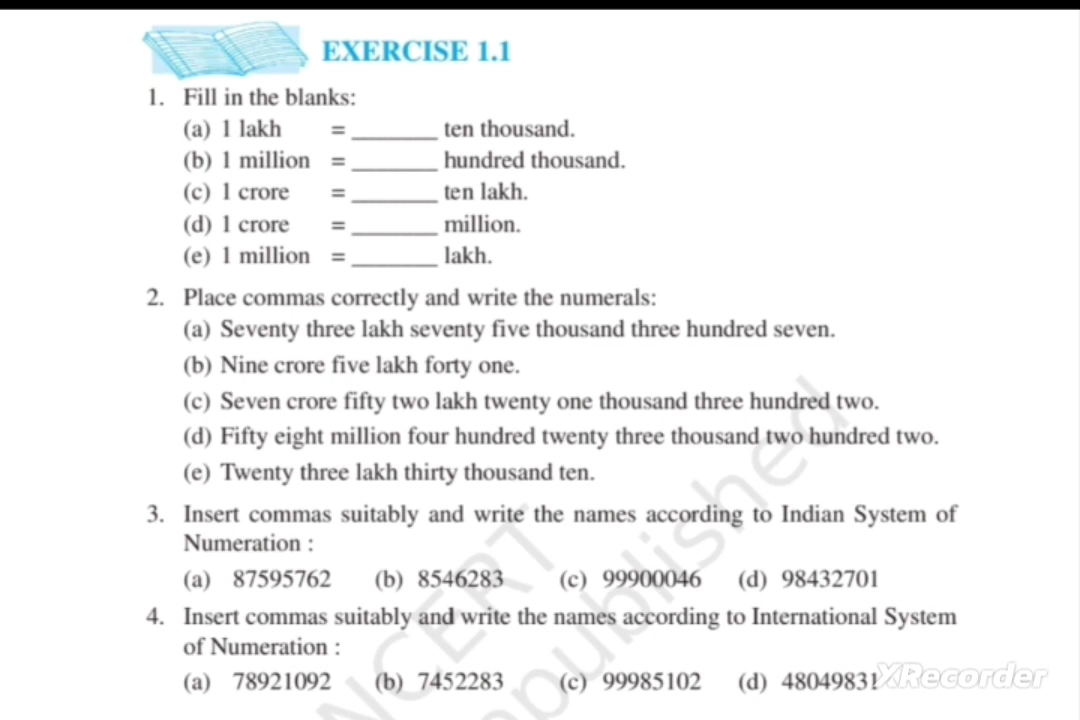 EXERCISE 1.1
1. Fill in the blanks:
(a) 1 lakh = _______ ten thousand.
(b) 1 million = _______ hundred thousand.
(c) 1 crore = _______ ten lakh.
(d) 1 crore = _______ million.
(e) 1 million = _______ lakh.
2. Place commas correctly and write the numerals:
(a) Seventy three lakh seventy five thousand three hundred seven.
(b) Nine crore five lakh forty one.
(c) Seven crore fifty two lakh twenty one thousand three hundred two.
(d) Fifty eight million four hundred twenty three thousand two hundred two.
(e) Twenty three lakh thirty thousand ten.
3. Insert commas suitably and write the names according to Indian System of
Numeration :
(a) 87595762 (b) 8546283 (c) 99900046 (d) 98432701
4. Insert commas suitably and write the names according to International System
of Numeration :
(a) 78921092 (b) 7452283 (c) 99985102 (d) 48049831
XRecorder
NCERT
republished